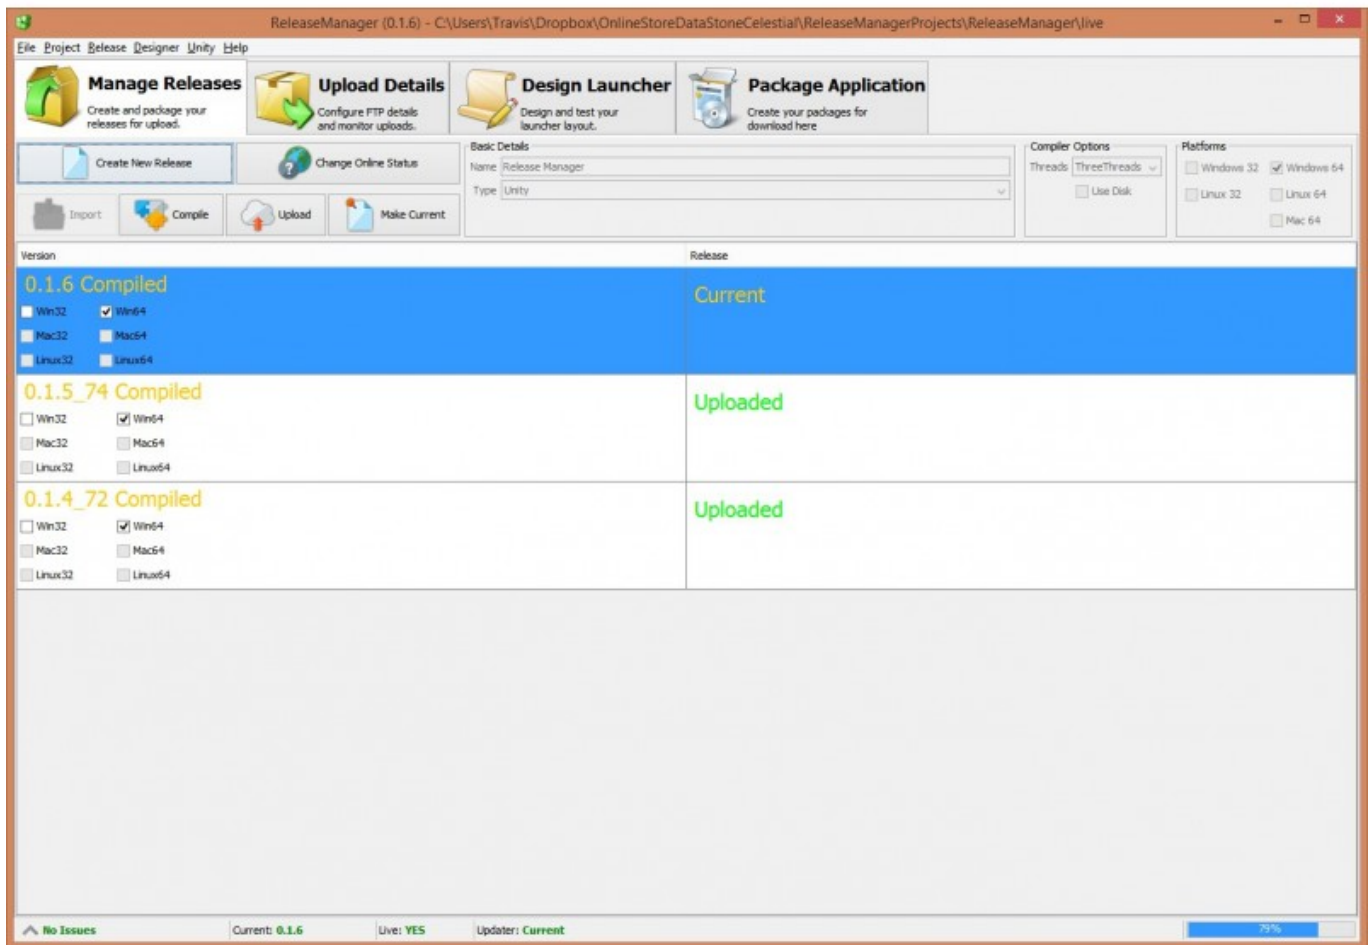 ReleaseManager (0.1.6) - C:\Users\Travis\Dropbox\OnlineStoreDataStoneCelestial\ReleaseManagerProjects\ReleaseManager\live
File Project Release Designer Unity Help
Manage Releases
Create and package your
releases for upload.
Upload Details
Configure FTP details
and monitor uploads.
Design Launcher
Design and test your
launcher layout.
Package Application
Create your packages for
download here
Create New Release
Change Online Status
Import
Compile
Upload
Make Current
Basic Details
Name Release Manager
Type Unity
Compiler Options
Threads ThreeThreads
Use Disk
Platforms
Windows 32 Windows 64
Linux 32 Linux 64
Mac 64
Version Release
0.1.6 Compiled
Current
Win32 Win64
Mac32 Mac64
Linux32 Linux64
0.1.5_74 Compiled
Uploaded
Win32 Win64
Mac32 Mac64
Linux32 Linux64
0.1.4_72 Compiled
Uploaded
Win32 Win64
Mac32 Mac64
Linux32 Linux64
No Issues Current: 0.1.6 Live: YES Updater: Current 79%